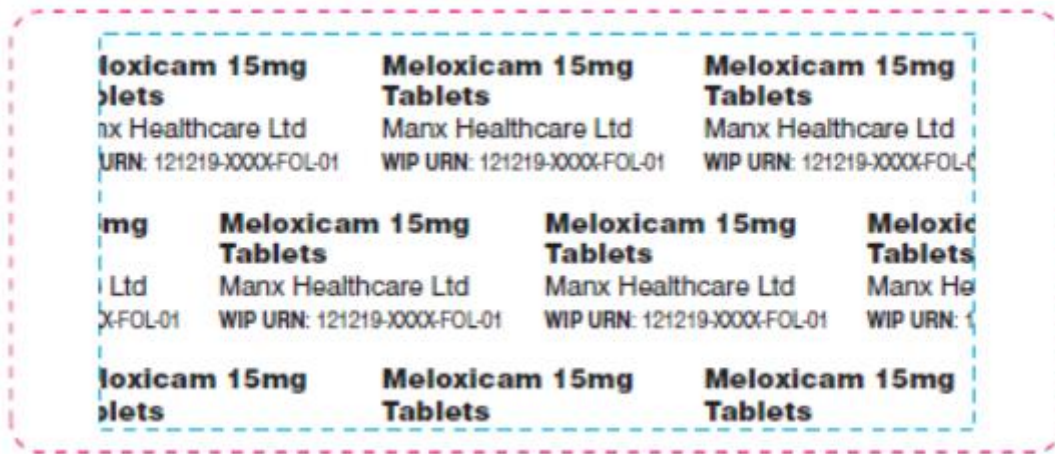 loxicam 15mg Meloxicam 15mg Meloxicam 15mg
blets Tablets Tablets
nx Healthcare Ltd Manx Healthcare Ltd Manx Healthcare Ltd
URN: 121219-XXXX-FOL-01 WIP URN: 121219-XXXX-FOL-01 WIP URN: 121219-XXXX-FOL-
mg Meloxicam 15mg Meloxicam 15mg Meloxic
Tablets Tablets Tablets
Ltd Manx Healthcare Ltd Manx Healthcare Ltd Manx He
X-FOL-01 WIP URN: 121219-XXXX-FOL-01 WIP URN: 121219-XXXX-FOL-01 WIP URN: 1
loxicam 15mg Meloxicam 15mg Meloxicam 15mg
blets Tablets Tablets